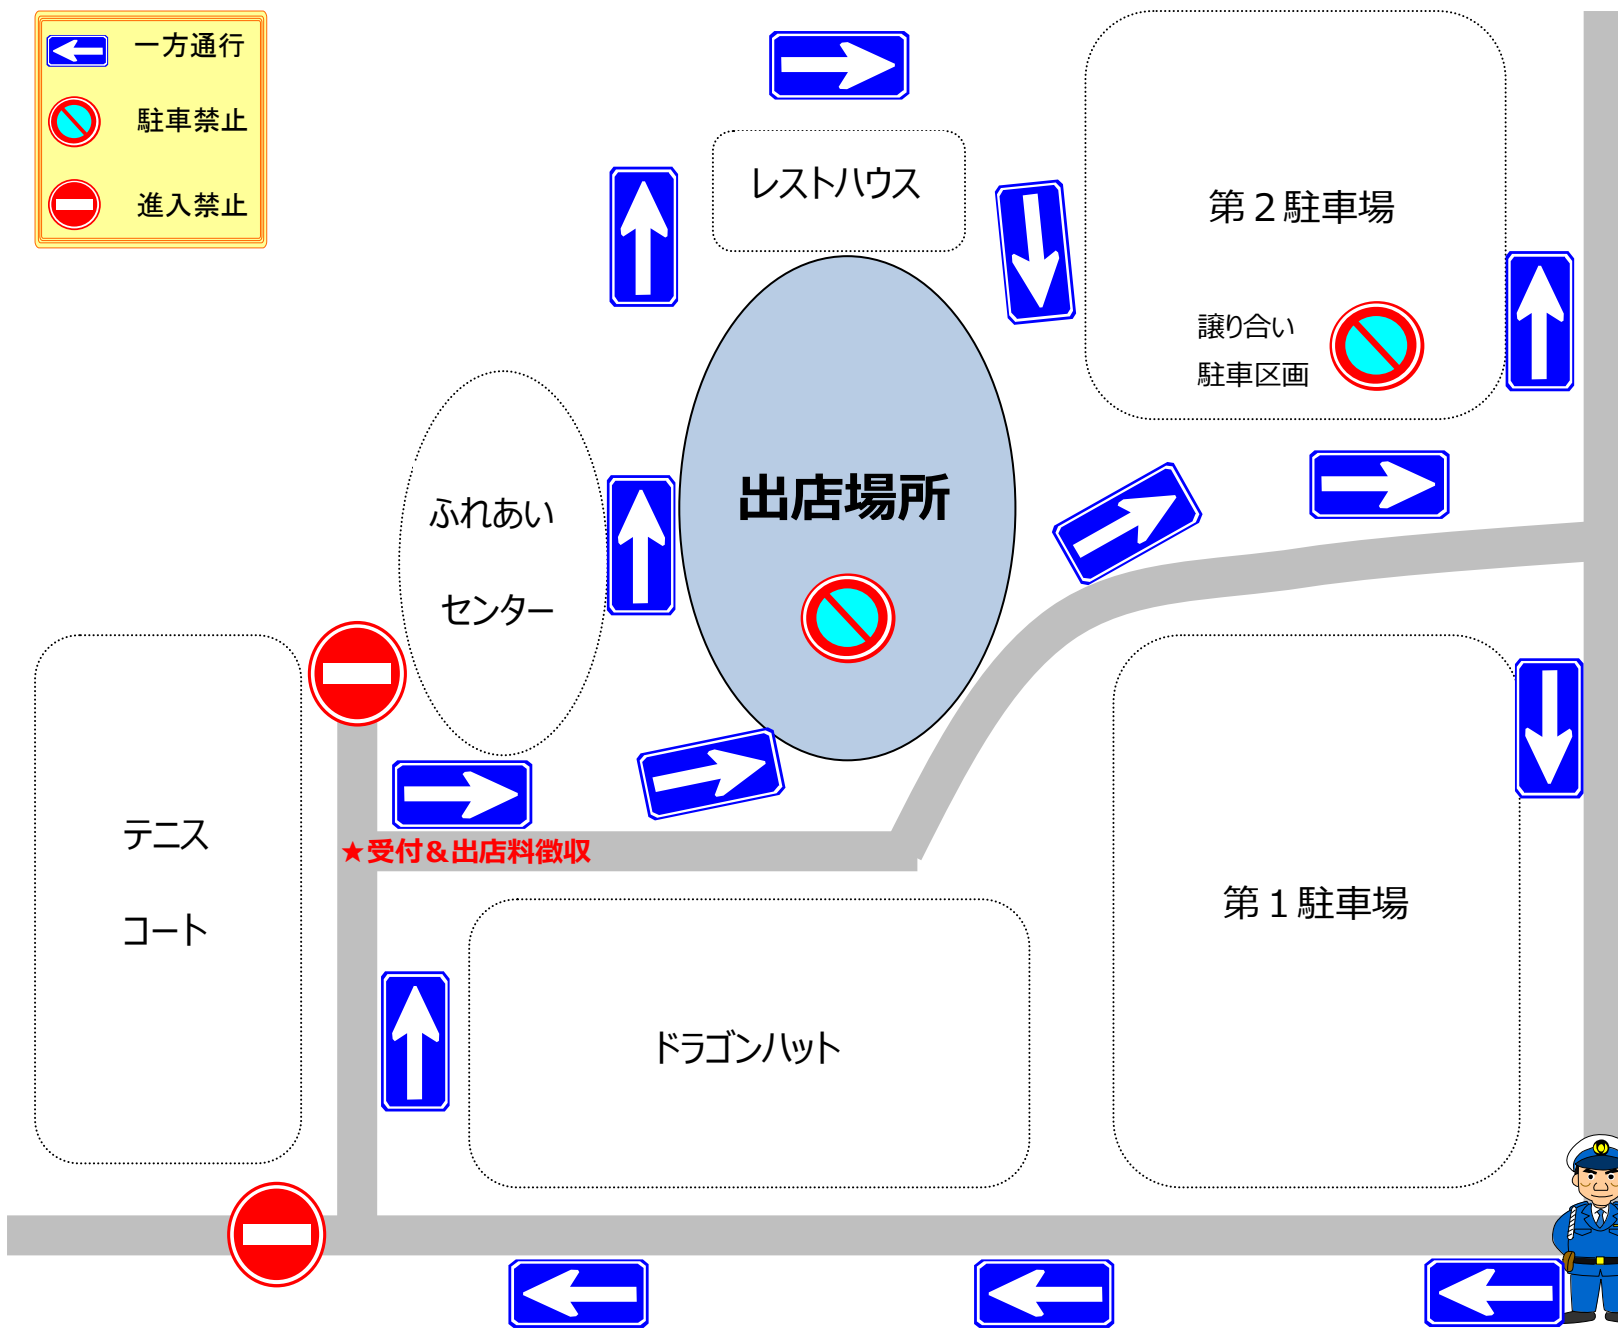 一方通行
駐車禁止
進入禁止
レストハウス
第２駐車場
譲り合い
駐車区画
出店場所
ふれあい
センター
テニス
コート
★受付＆出店料徴収
第１駐車場
ドラゴンハット